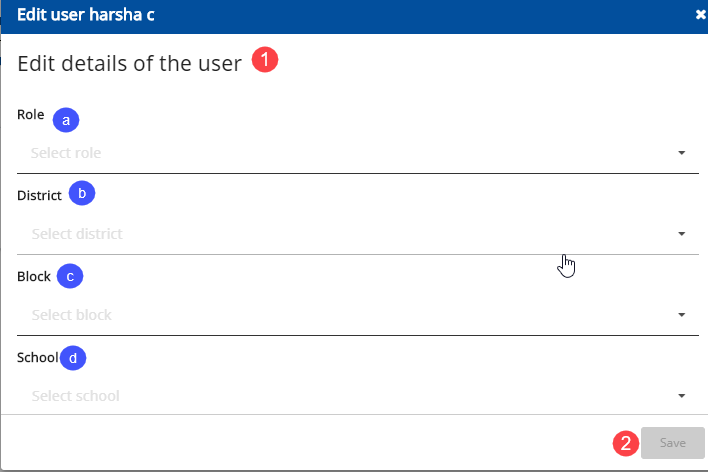 Edit user harsha c ×
Edit details of the user 1
Role a
Select role
District b
Select district
Block c
Select block
School d
Select school
2 Save